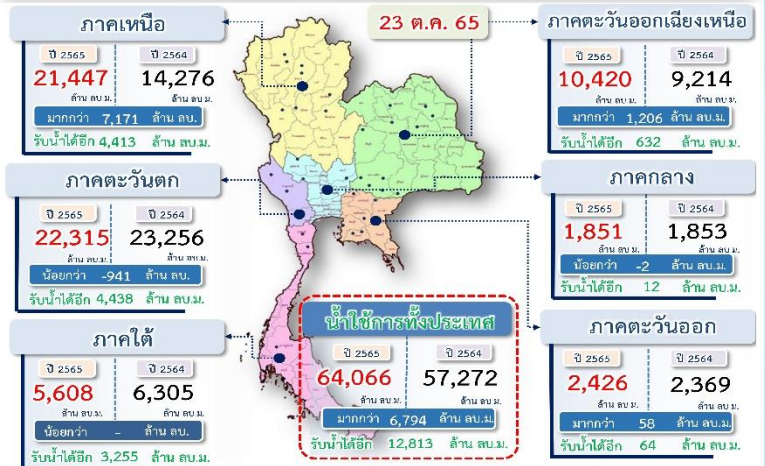 23 ต.ค. 65
ภาคเหนือ
ปี 2565 ปี 2564
21,447 14,276
ล้าน ลบ.ม. ล้าน ลบ.ม.
มากกว่า 7,171 ล้าน ลบ.
รับน้ำได้อีก 4,413 ล้าน ลบ.ม.
ภาคตะวันออกเฉียงเหนือ
ปี 2565 ปี 2564
10,420 9,214
ล้าน ลบ.ม. ล้าน ลบ.ม.
มากกว่า 1,206 ล้าน ลบ.ม.
รับน้ำได้อีก 632 ล้าน ลบ.ม.
ภาคตะวันตก
ปี 2565 ปี 2564
22,315 23,256
ล้าน ลบ.ม. ล้าน ลบ.ม.
น้อยกว่า -941 ล้าน ลบ.
รับน้ำได้อีก 4,438 ล้าน ลบ.ม.
ภาคกลาง
ปี 2565 ปี 2564
1,851 1,853
ล้าน ลบ.ม. ล้าน ลบ.ม.
น้อยกว่า -2 ล้าน ลบ.ม.
รับน้ำได้อีก 12 ล้าน ลบ.ม.
ภาคใต้
ปี 2565 ปี 2564
5,608 6,305
ล้าน ลบ.ม. ล้าน ลบ.ม.
น้อยกว่า - ล้าน ลบ.
รับน้ำได้อีก 3,255 ล้าน ลบ.ม.
น้ำใช้การทั้งประเทศ
ปี 2565 ปี 2564
64,066 57,272
ล้าน ลบ.ม. ล้าน ลบ.ม.
มากกว่า 6,794 ล้าน ลบ.ม.
รับน้ำได้อีก 12,813 ล้าน ลบ.ม.
ภาคตะวันออก
ปี 2565 ปี 2564
2,426 2,369
ล้าน ลบ.ม. ล้าน ลบ.ม.
มากกว่า 58 ล้าน ลบ.ม.
รับน้ำได้อีก 64 ล้าน ลบ.ม.